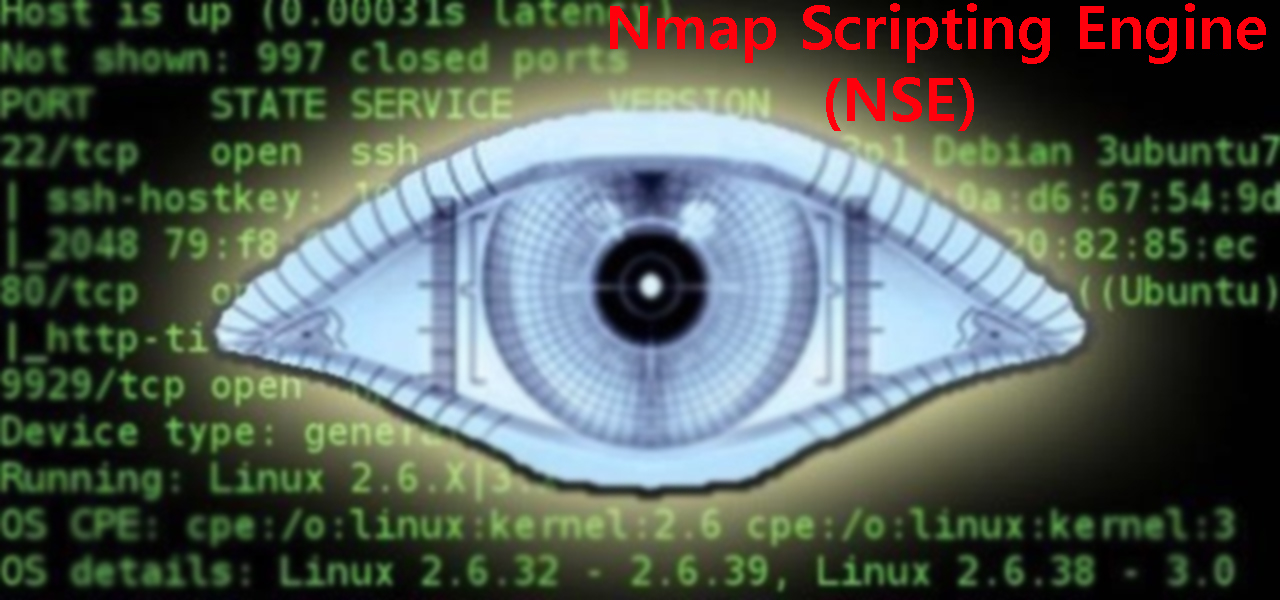 Nmap Scripting Engine
(NSE)
Host is up (0.00031s latency)
Not shown: 997 closed ports
PORT STATE SERVICE VERSION
22/tcp open ssh 3p1 Debian 3ubuntu7
| ssh-hostkey: 0a:d6:67:54:9d
|_2048 79:f8 20:82:85:ec
80/tcp ((Ubuntu)
|_http-ti
9929/tcp open
Device type: genera
Running: Linux 2.6.X|3.
OS CPE: cpe:/o:linux:kernel:2.6 cpe:/o:linux:kernel:3
OS details: Linux 2.6.32 - 2.6.39, Linux 2.6.38 - 3.0